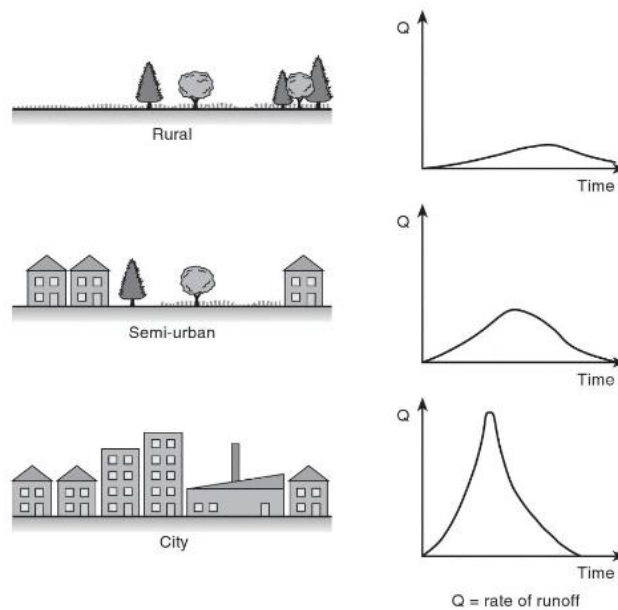 Q
Time
Rural
Q
Time
Semi-urban
Q
Time
City
Q = rate of runoff